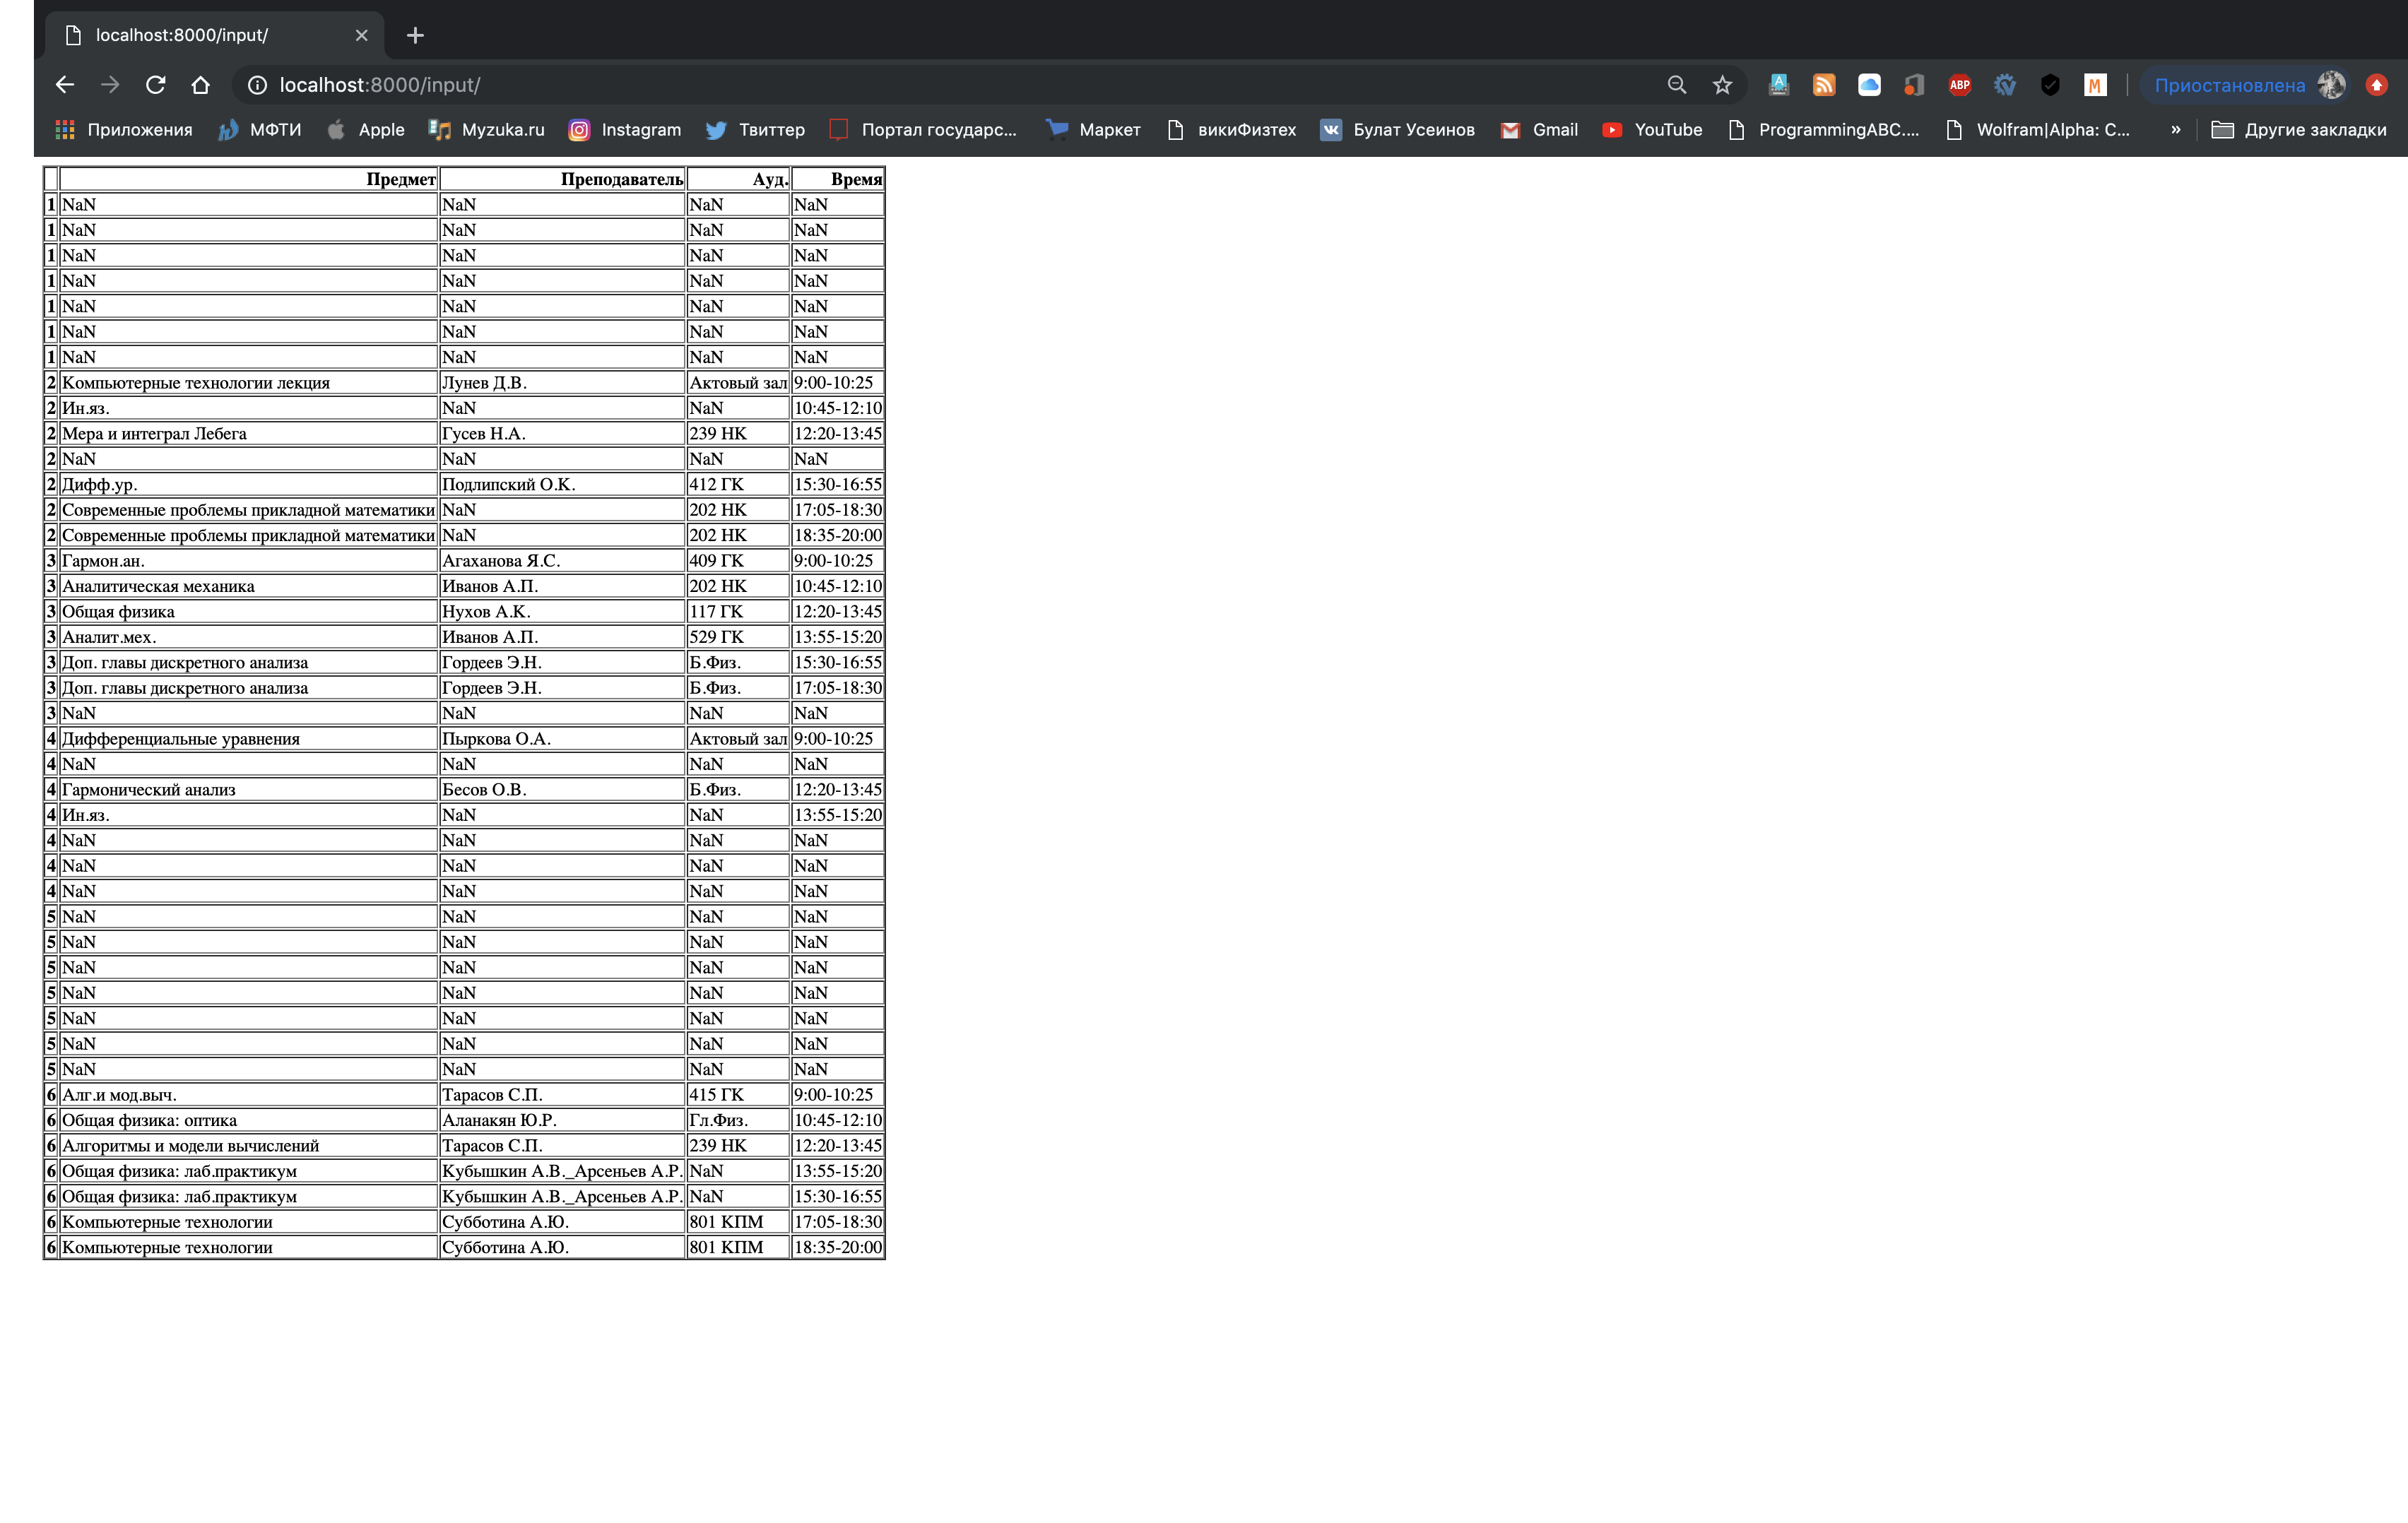 localhost:8000/input/
localhost:8000/input/ ABP M Приостановлена
Приложения МФТИ Apple Myzuka.ru Instagram Твиттер Портал государс... Маркет викиФизтех Булат Усеинов Gmail YouTube ProgrammingABC.... Wolfram|Alpha: C... » Другие закладки
Предмет Преподаватель Ауд. Время
1 NaN NaN NaN NaN
1 NaN NaN NaN NaN
1 NaN NaN NaN NaN
1 NaN NaN NaN NaN
1 NaN NaN NaN NaN
1 NaN NaN NaN NaN
1 NaN NaN NaN NaN
2 Компьютерные технологии лекция Лунев Д.В. Актовый зал 9:00-10:25
2 Ин.яз. NaN NaN 10:45-12:10
2 Мера и интеграл Лебега Гусев Н.А. 239 НК 12:20-13:45
2 NaN NaN NaN NaN
2 Дифф.ур. Подлипский О.К. 412 ГК 15:30-16:55
2 Современные проблемы прикладной математики NaN 202 НК 17:05-18:30
2 Современные проблемы прикладной математики NaN 202 НК 18:35-20:00
3 Гармон.ан. Агаханова Я.С. 409 ГК 9:00-10:25
3 Аналитическая механика Иванов А.П. 202 НК 10:45-12:10
3 Общая физика Нухов А.К. 117 ГК 12:20-13:45
3 Аналит.мех. Иванов А.П. 529 ГК 13:55-15:20
3 Доп. главы дискретного анализа Гордеев Э.Н. Б.Физ. 15:30-16:55
3 Доп. главы дискретного анализа Гордеев Э.Н. Б.Физ. 17:05-18:30
3 NaN NaN NaN NaN
4 Дифференциальные уравнения Пыркова О.А. Актовый зал 9:00-10:25
4 NaN NaN NaN NaN
4 Гармонический анализ Бесов О.В. Б.Физ. 12:20-13:45
4 Ин.яз. NaN NaN 13:55-15:20
4 NaN NaN NaN NaN
4 NaN NaN NaN NaN
4 NaN NaN NaN NaN
5 NaN NaN NaN NaN
5 NaN NaN NaN NaN
5 NaN NaN NaN NaN
5 NaN NaN NaN NaN
5 NaN NaN NaN NaN
5 NaN NaN NaN NaN
5 NaN NaN NaN NaN
6 Алг.и мод.выч. Тарасов С.П. 415 ГК 9:00-10:25
6 Общая физика: оптика Аланакян Ю.Р. Гл.Физ. 10:45-12:10
6 Алгоритмы и модели вычислений Тарасов С.П. 239 НК 12:20-13:45
6 Общая физика: лаб.практикум Кубышкин А.В._Арсеньев А.Р. NaN 13:55-15:20
6 Общая физика: лаб.практикум Кубышкин А.В._Арсеньев А.Р. NaN 15:30-16:55
6 Компьютерные технологии Субботина А.Ю. 801 КПМ 17:05-18:30
6 Компьютерные технологии Субботина А.Ю. 801 КПМ 18:35-20:00